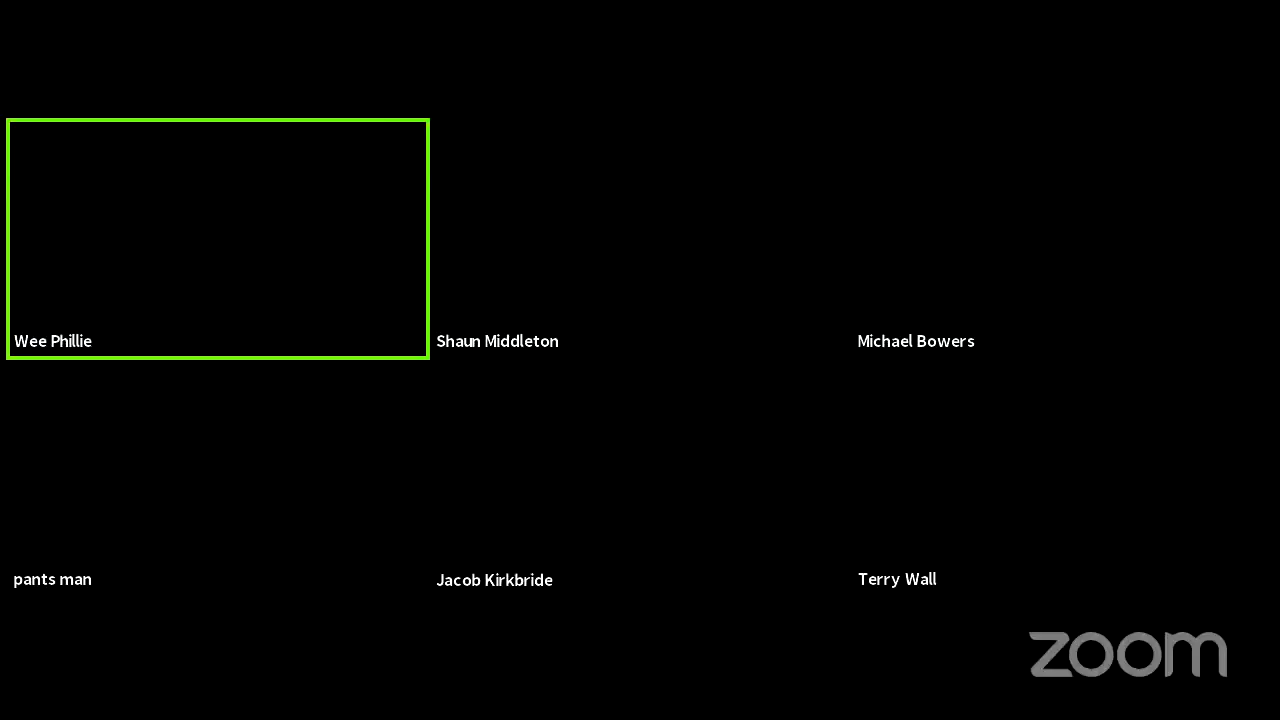 Wee Phillie
Shaun Middleton
Michael Bowers
pants man
Jacob Kirkbride
Terry Wall
zoom